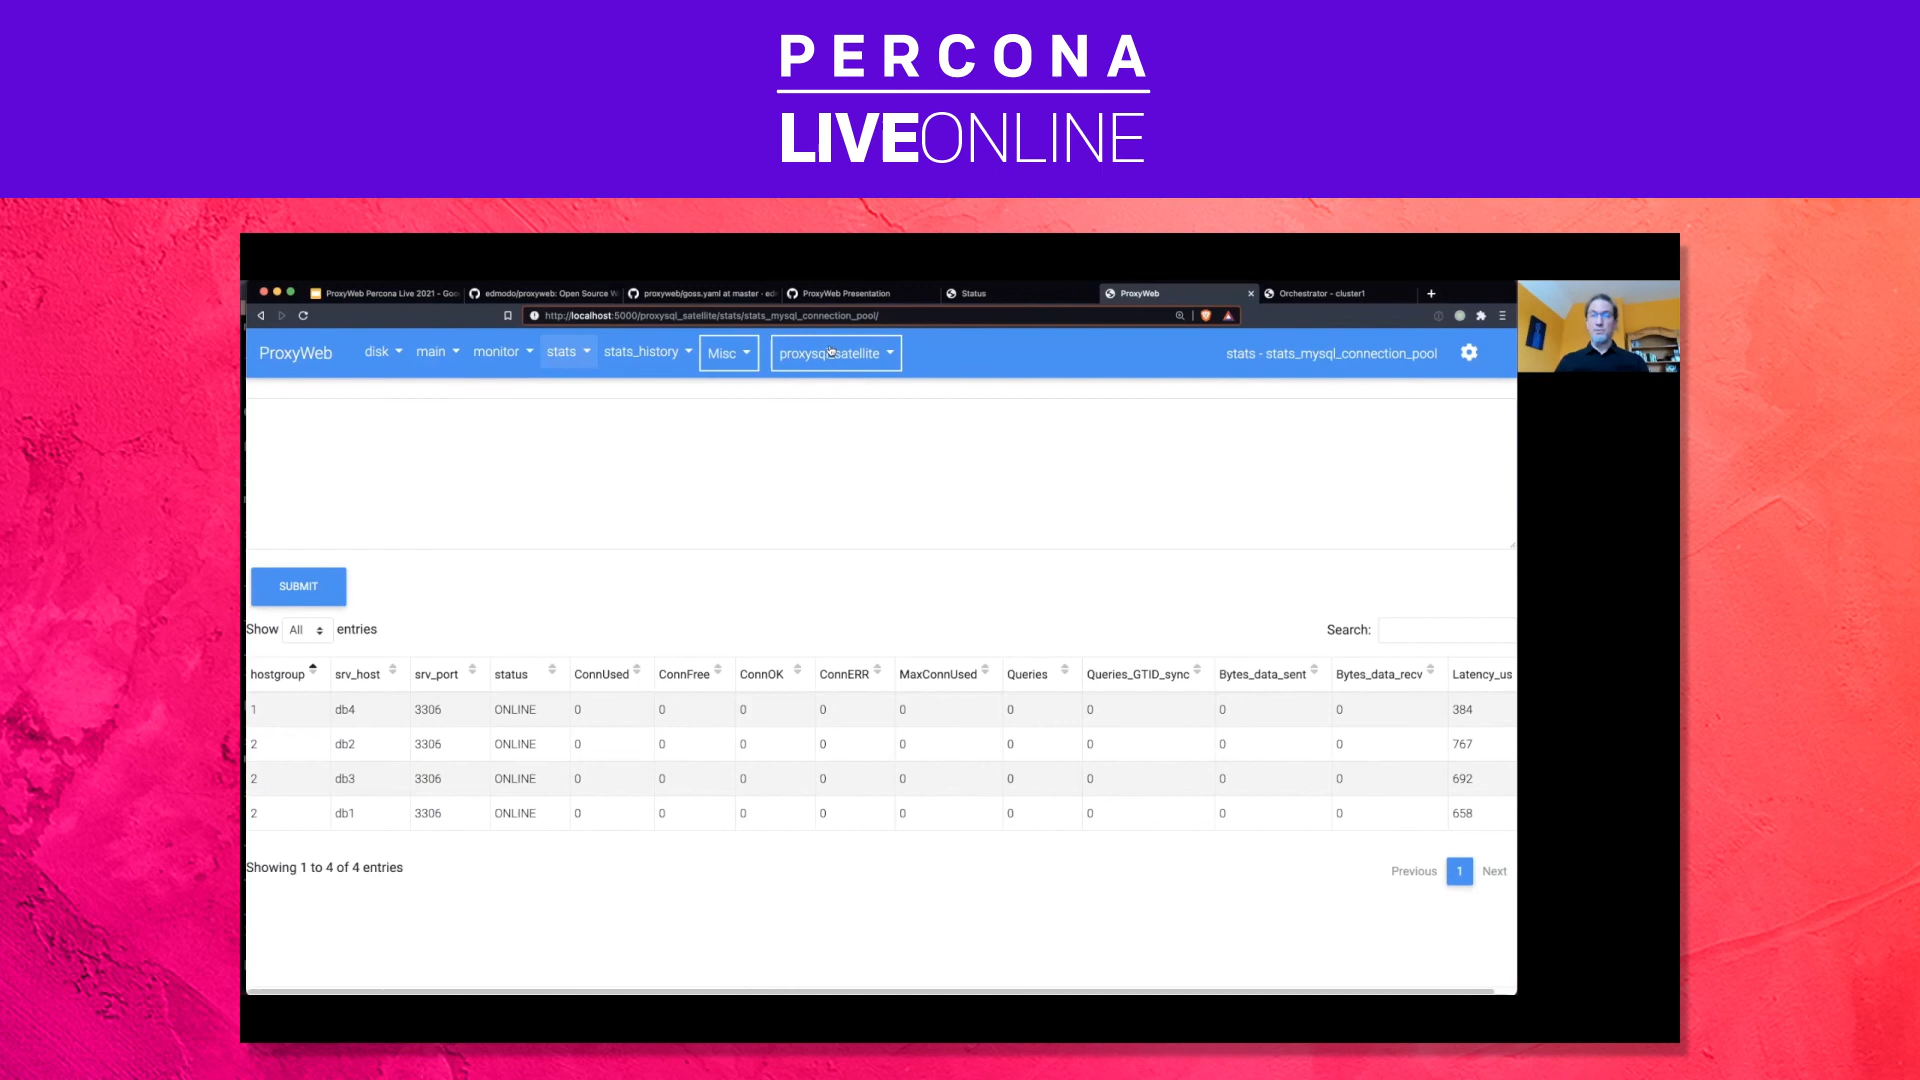 PERCONA
LIVEONLINE
ProxyWeb Percona Live 2021 - Goo
edmodo/proxyweb: Open Source W
proxyweb/goss.yaml at master · ed
ProxyWeb Presentation
Status
ProxyWeb
Orchestrator - cluster1
http://localhost:5000/proxysql_satellite/stats/stats_mysql_connection_pool/
ProxyWeb disk main monitor stats stats_history Misc proxysql_satellite stats - stats_mysql_connection_pool
SUBMIT
Show All entries Search:
hostgroup srv_host srv_port status ConnUsed ConnFree ConnOK ConnERR MaxConnUsed Queries Queries_GTID_sync Bytes_data_sent Bytes_data_recv Latency_us
1 db4 3306 ONLINE 0 0 0 0 0 0 0 0 0 384
2 db2 3306 ONLINE 0 0 0 0 0 0 0 0 0 767
2 db3 3306 ONLINE 0 0 0 0 0 0 0 0 0 692
2 db1 3306 ONLINE 0 0 0 0 0 0 0 0 0 658
Showing 1 to 4 of 4 entries Previous 1 Next